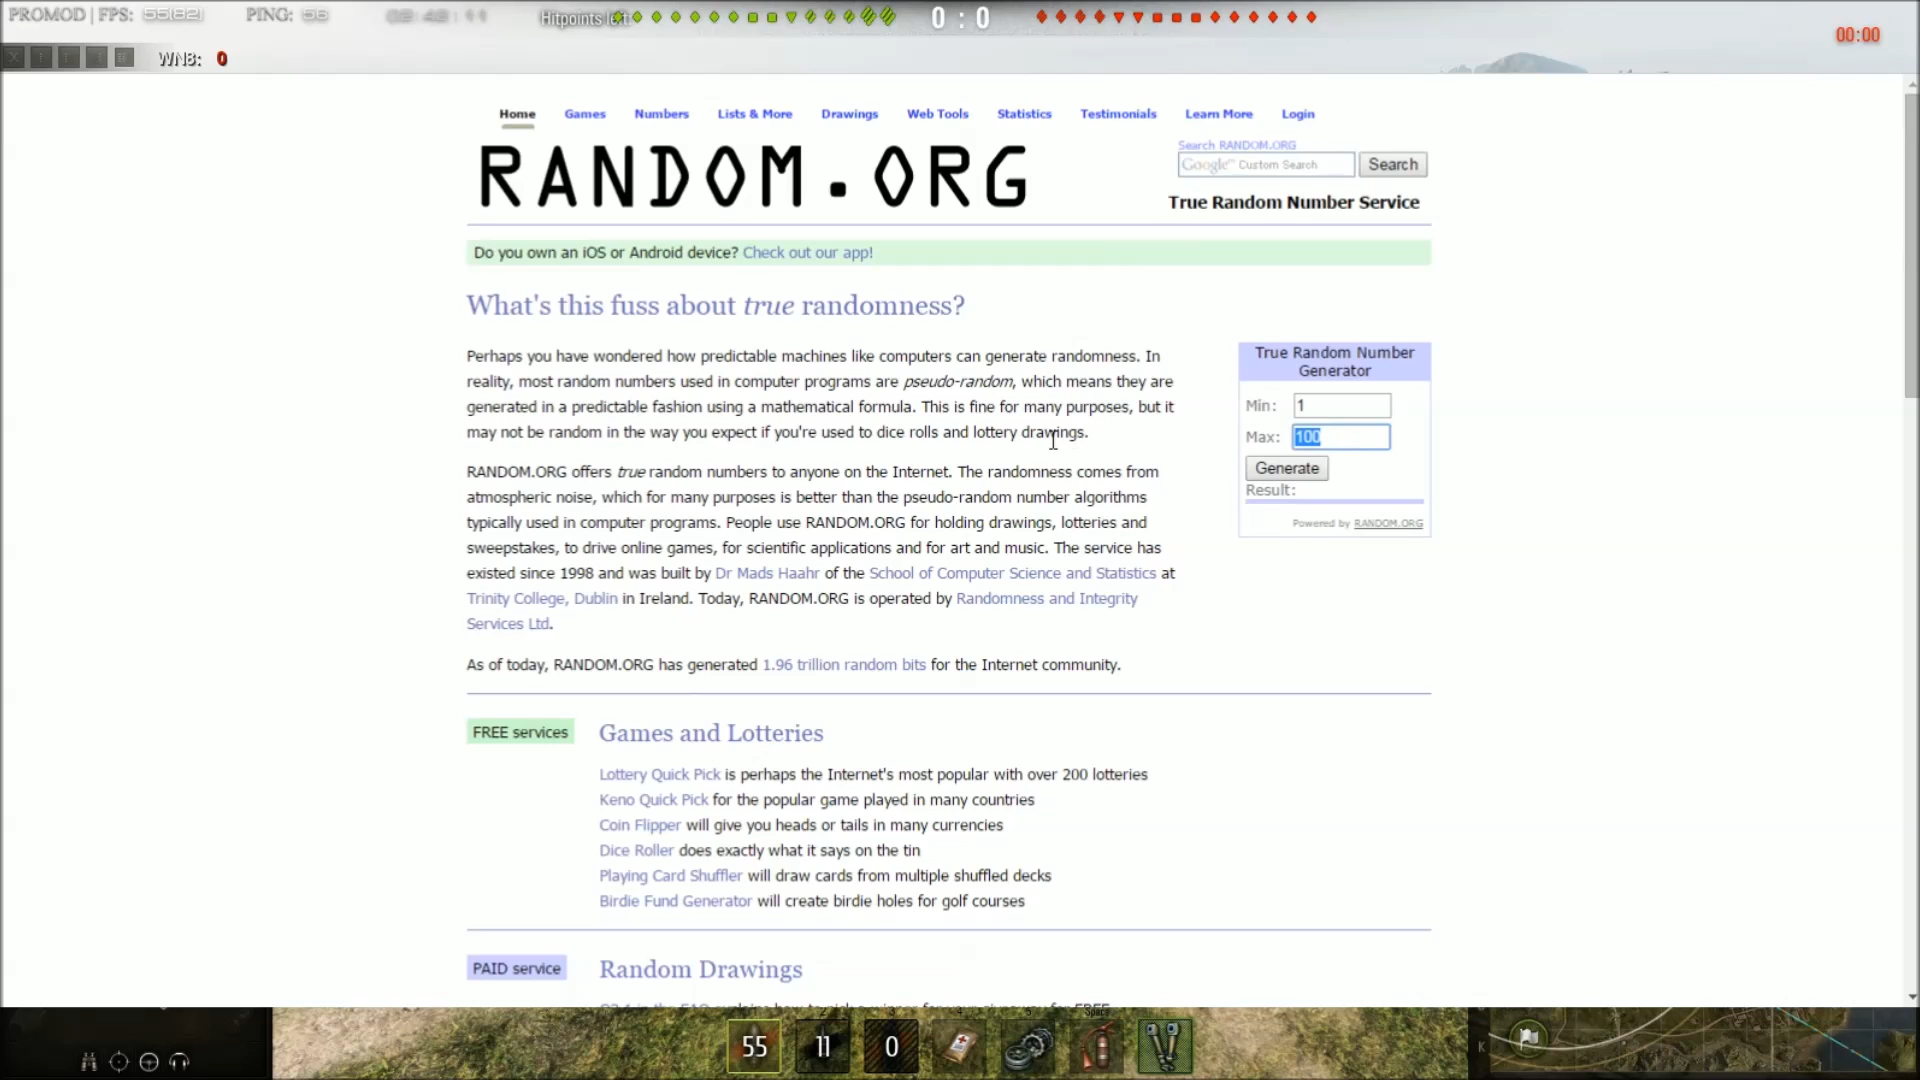 PROMOD | FPS: 55(82) PING: 56
Hitpoints left:
0 : 0
00:00
WN8: 0
Home Games Numbers Lists & More Drawings Web Tools Statistics Testimonials Learn More Login
RANDOM.ORG
Search RANDOM.ORG
Google™ Custom Search Search
True Random Number Service
Do you own an iOS or Android device? Check out our app!
What's this fuss about true randomness?
Perhaps you have wondered how predictable machines like computers can generate randomness. In
reality, most random numbers used in computer programs are pseudo-random, which means they are
generated in a predictable fashion using a mathematical formula. This is fine for many purposes, but it
may not be random in the way you expect if you're used to dice rolls and lottery drawings.
RANDOM.ORG offers true random numbers to anyone on the Internet. The randomness comes from
atmospheric noise, which for many purposes is better than the pseudo-random number algorithms
typically used in computer programs. People use RANDOM.ORG for holding drawings, lotteries and
sweepstakes, to drive online games, for scientific applications and for art and music. The service has
existed since 1998 and was built by Dr Mads Haahr of the School of Computer Science and Statistics at
Trinity College, Dublin in Ireland. Today, RANDOM.ORG is operated by Randomness and Integrity
Services Ltd.
As of today, RANDOM.ORG has generated 1.96 trillion random bits for the Internet community.
True Random Number
Generator
Min: 1
Max: 100
Generate
Result:
Powered by RANDOM.ORG
FREE services
Games and Lotteries
Lottery Quick Pick is perhaps the Internet's most popular with over 200 lotteries
Keno Quick Pick for the popular game played in many countries
Coin Flipper will give you heads or tails in many currencies
Dice Roller does exactly what it says on the tin
Playing Card Shuffler will draw cards from multiple shuffled decks
Birdie Fund Generator will create birdie holes for golf courses
PAID service
Random Drawings
Space
55 11 0
K